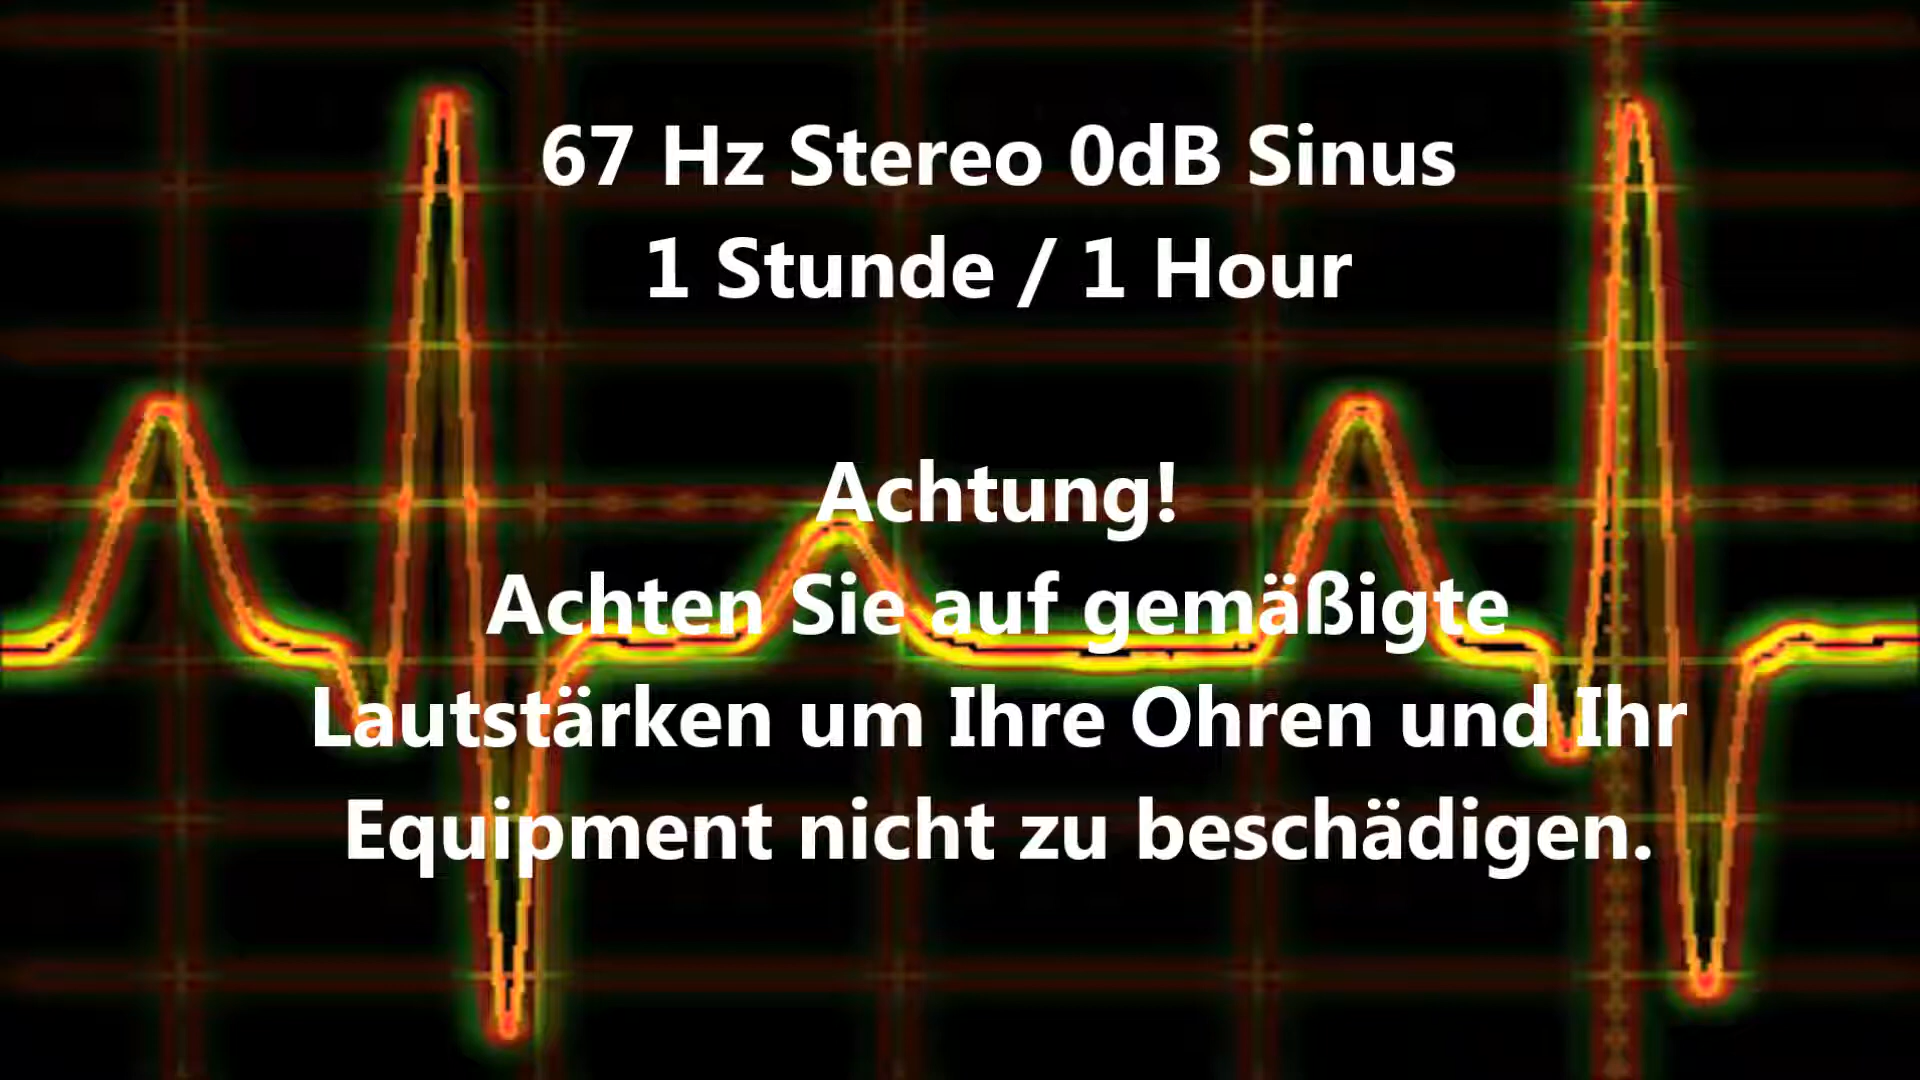 67 Hz Stereo 0dB Sinus
1 Stunde / 1 Hour
Achtung!
Achten Sie auf gemäßigte
Lautstärken um Ihre Ohren und Ihr
Equipment nicht zu beschädigen.